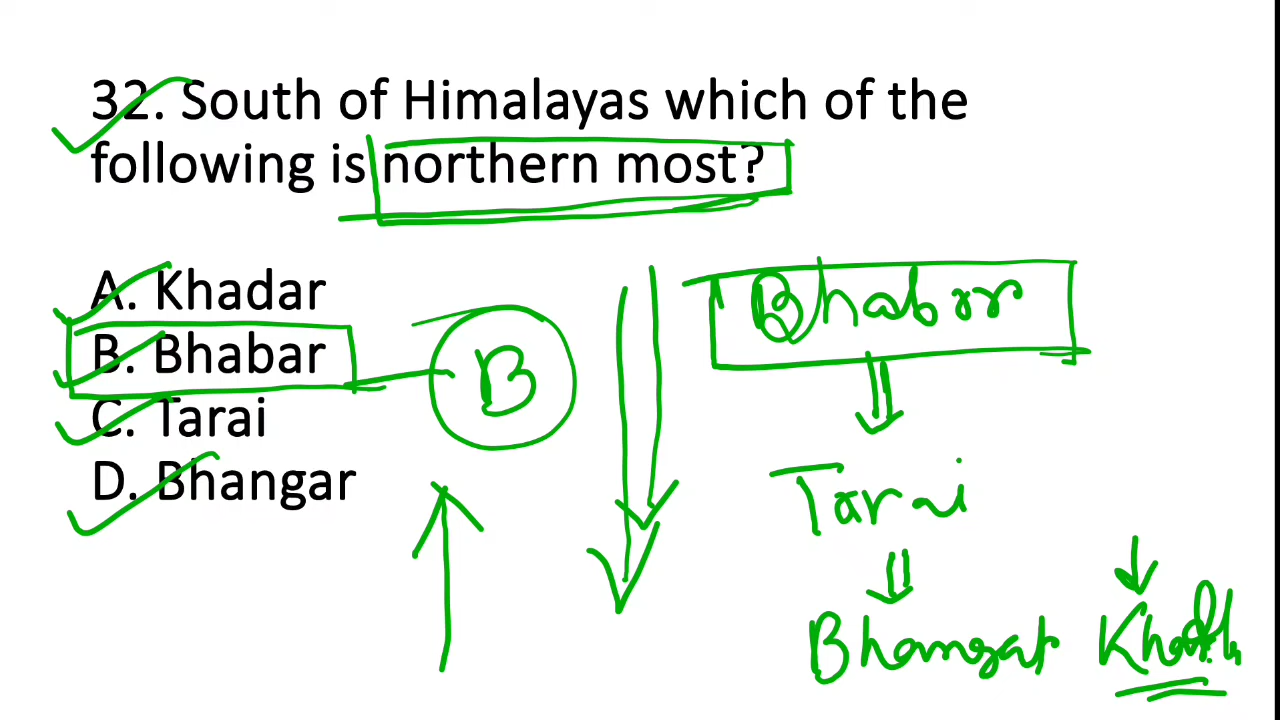 32. South of Himalayas which of the
following is northern most?
A. Khadar
B. Bhabar
C. Tarai
D. Bhangar
B
Bhabar
Tarai
Bhangar